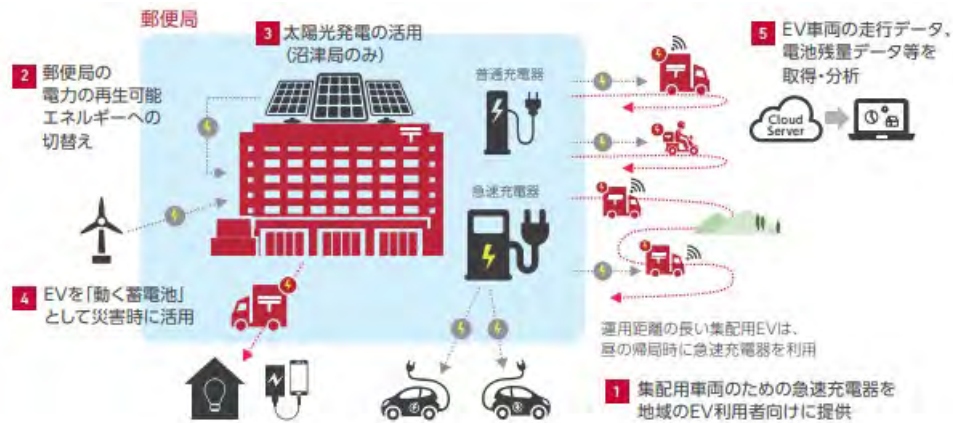 郵便局
3 太陽光発電の活用
(沼津局のみ)
2 郵便局の
電力の再生可能
エネルギーへの
切替え
普通充電器
急速充電器
5 EV車両の走行データ、
電池残量データ等を
取得・分析
Cloud
Server
4 EVを「動く蓄電池」
として災害時に活用
運用距離の長い集配用EVは、
昼の帰局時に急速充電器を利用
1 集配用車両のための急速充電器を
地域のEV利用者向けに提供